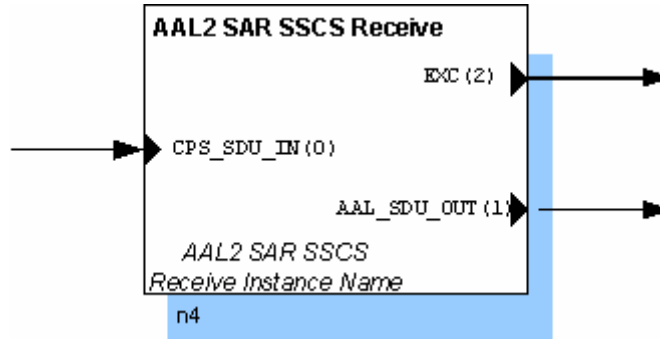 AAL2 SAR SSCS Receive
EXC(2)
CPS_SDU_IN(0)
AAL_SDU_OUT(1)
AAL2 SAR SSCS
Receive Instance Name
n4